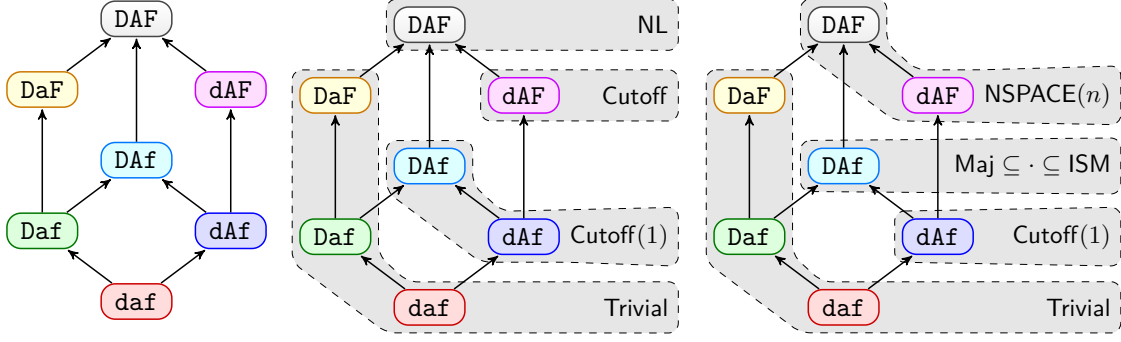 DAF
DaF
dAF
DAf
Daf
dAf
daf
DAF
NL
DaF
dAF
Cutoff
DAf
Daf
dAf
Cutoff(1)
daf
Trivial
DAF
DaF
dAF
NSPACE(n)
DAf
Maj ⊆ · ⊆ ISM
Daf
dAf
Cutoff(1)
daf
Trivial